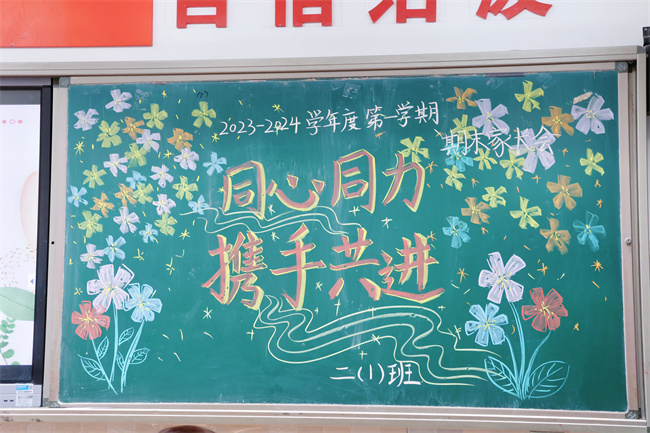 2023-2024学年度第一学期
期末家长会
同心同力
携手共进
二(1)班